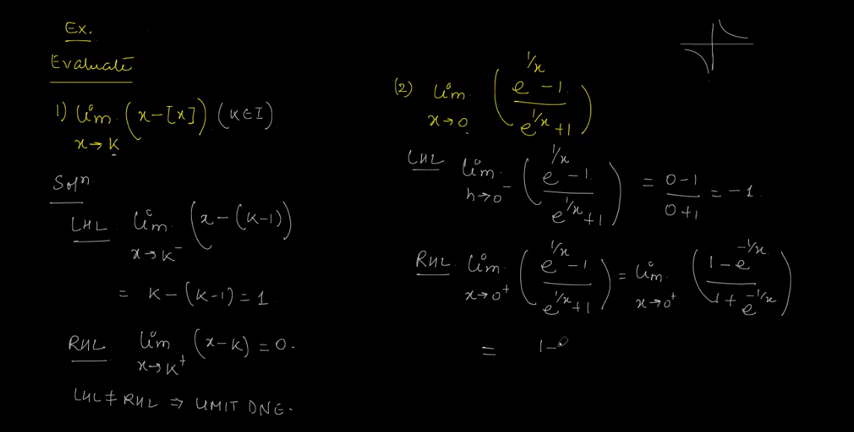 Ex.
Evaluate
1) lim x→k (x-[x]) (k∈I)
Solⁿ
LHL lim x→k⁻ (x-(k-1))
= k-(k-1)=1
RHL lim x→k⁺ (x-k)=0.
LHL≠RHL ⇒ LIMIT DNE.
(2) lim x→0 (e^(1/x)-1 / e^(1/x)+1)
LHL lim h→0⁻ (e^(1/x)-1 / e^(1/x)+1) = 0-1 / 0+1 = -1
RHL lim x→0⁺ (e^(1/x)-1 / e^(1/x)+1) = lim x→0⁺ (1-e^(-1/x) / 1+e^(-1/x))
= 1-